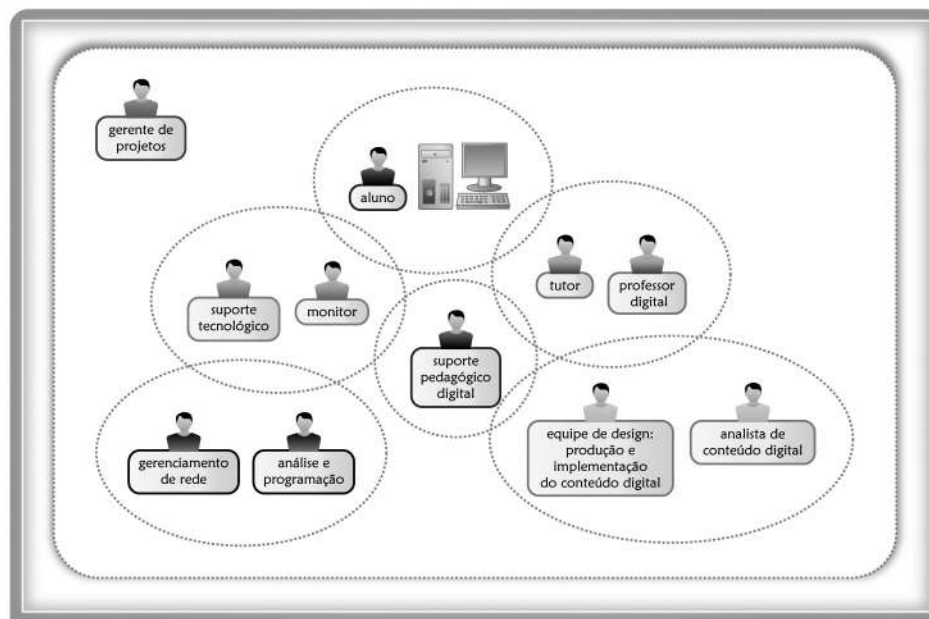 gerente de
projetos
aluno
suporte
tecnológico
monitor
tutor
professor
digital
suporte
pedagógico
digital
gerenciamento
de rede
análise e
programação
equipe de design:
produção e
implementação
do conteúdo digital
analista de
conteúdo digital